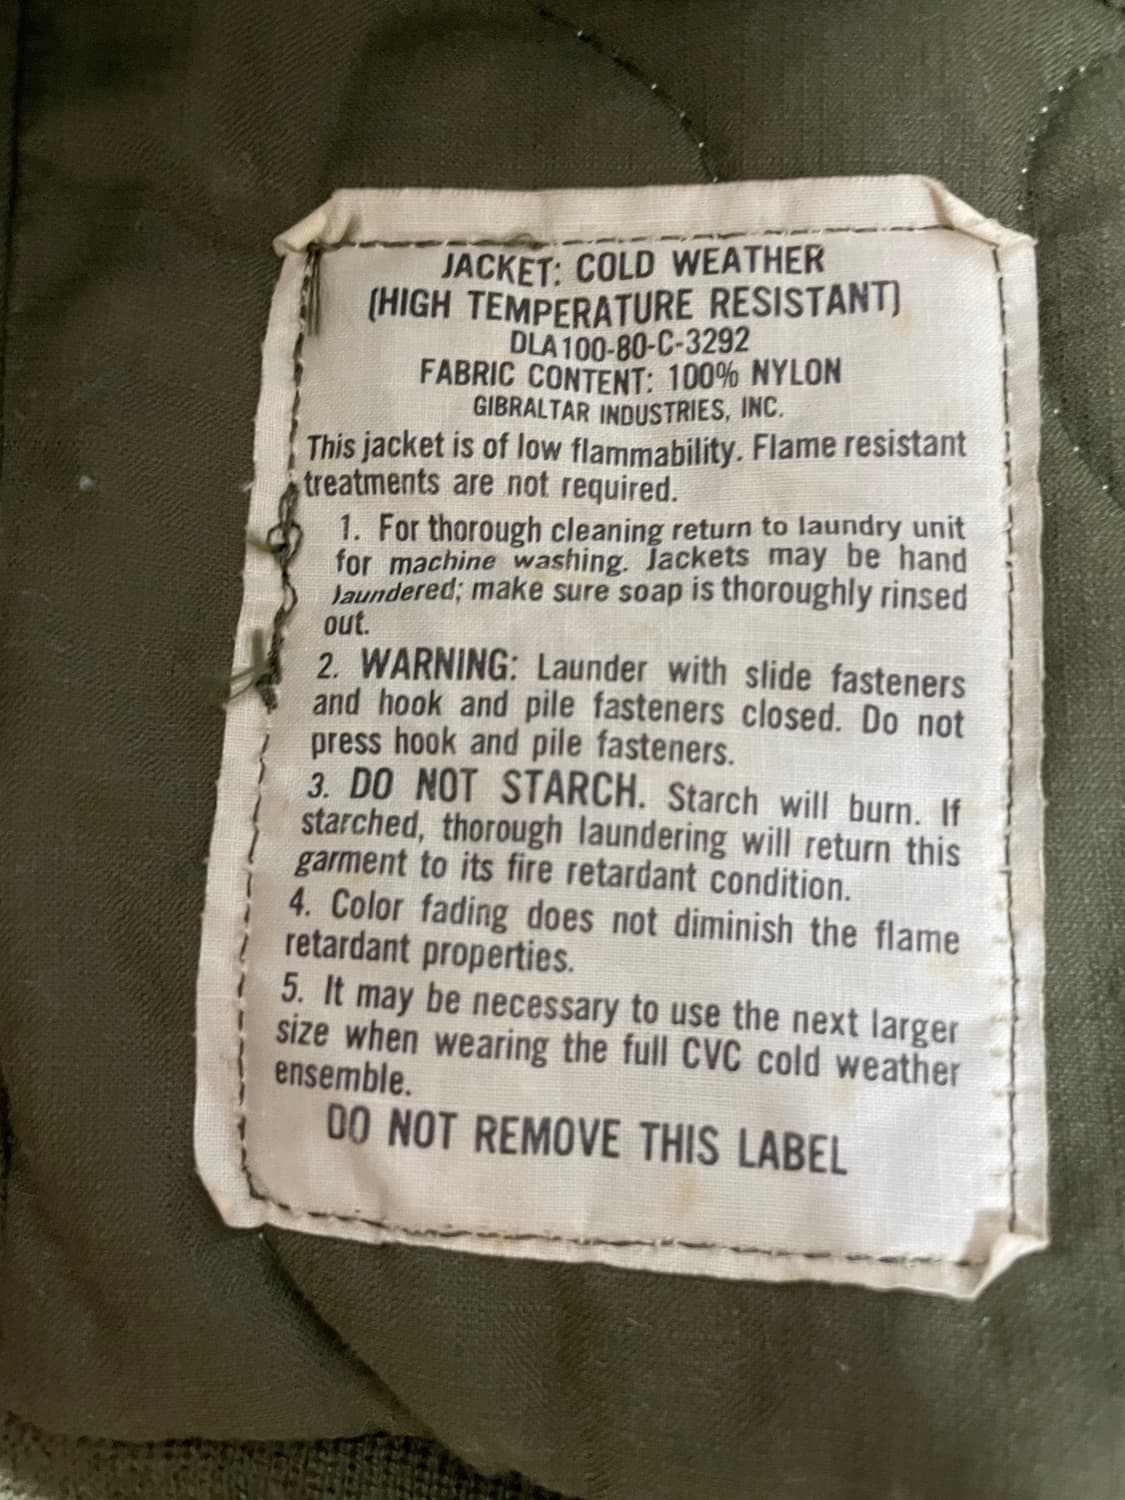 JACKET: COLD WEATHER
(HIGH TEMPERATURE RESISTANT)
DLA100-80-C-3292
FABRIC CONTENT: 100% NYLON
GIBRALTAR INDUSTRIES, INC.
This jacket is of low flammability. Flame resistant
treatments are not required.
1. For thorough cleaning return to laundry unit
for machine washing. Jackets may be hand
laundered; make sure soap is thoroughly rinsed
out.
2. WARNING: Launder with slide fasteners
and hook and pile fasteners closed. Do not
press hook and pile fasteners.
3. DO NOT STARCH. Starch will burn. If
starched, thorough laundering will return this
garment to its fire retardant condition.
4. Color fading does not diminish the flame
retardant properties.
5. It may be necessary to use the next larger
size when wearing the full CVC cold weather
ensemble.
DO NOT REMOVE THIS LABEL